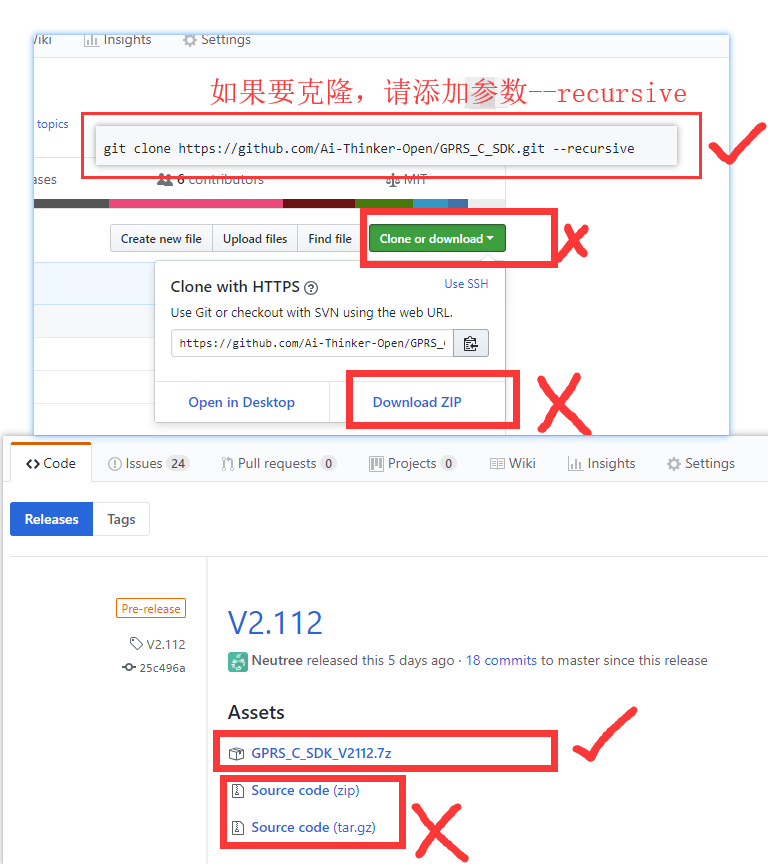 Insights
Settings
如果要克隆，请添加参数--recursive
topics
git clone https://github.com/Ai-Thinker-Open/GPRS_C_SDK.git --recursive
6 contributors
MIT
Create new file
Upload files
Find file
Clone or download
Clone with HTTPS
Use SSH
Use Git or checkout with SVN using the web URL.
https://github.com/Ai-Thinker-Open/GPRS_
Open in Desktop
Download ZIP
Code
Issues 24
Pull requests 0
Projects 0
Wiki
Insights
Settings
Releases
Tags
Pre-release
V2.112
25c496a
V2.112
Neutree released this 5 days ago · 18 commits to master since this release
Assets
GPRS_C_SDK_V2112.7z
Source code (zip)
Source code (tar.gz)